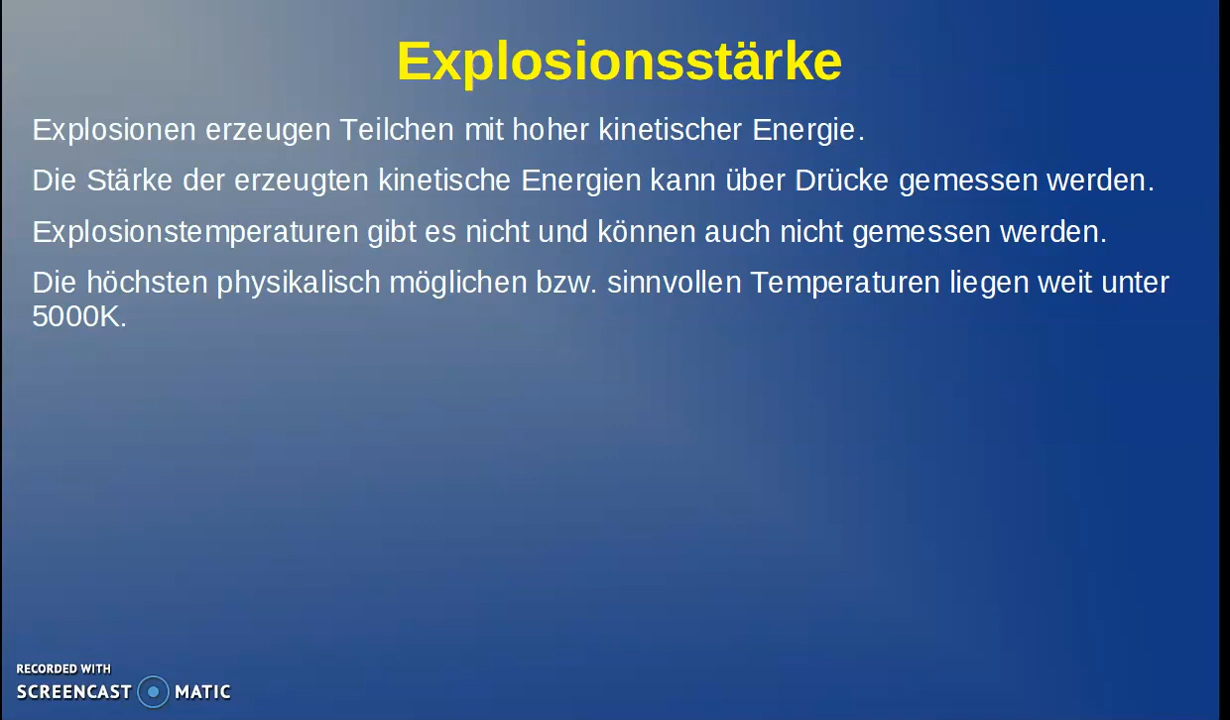 Explosionsstärke
Explosionen erzeugen Teilchen mit hoher kinetischer Energie.
Die Stärke der erzeugten kinetische Energien kann über Drücke gemessen werden.
Explosionstemperaturen gibt es nicht und können auch nicht gemessen werden.
Die höchsten physikalisch möglichen bzw. sinnvollen Temperaturen liegen weit unter
5000K.
RECORDED WITH
SCREENCAST MATIC